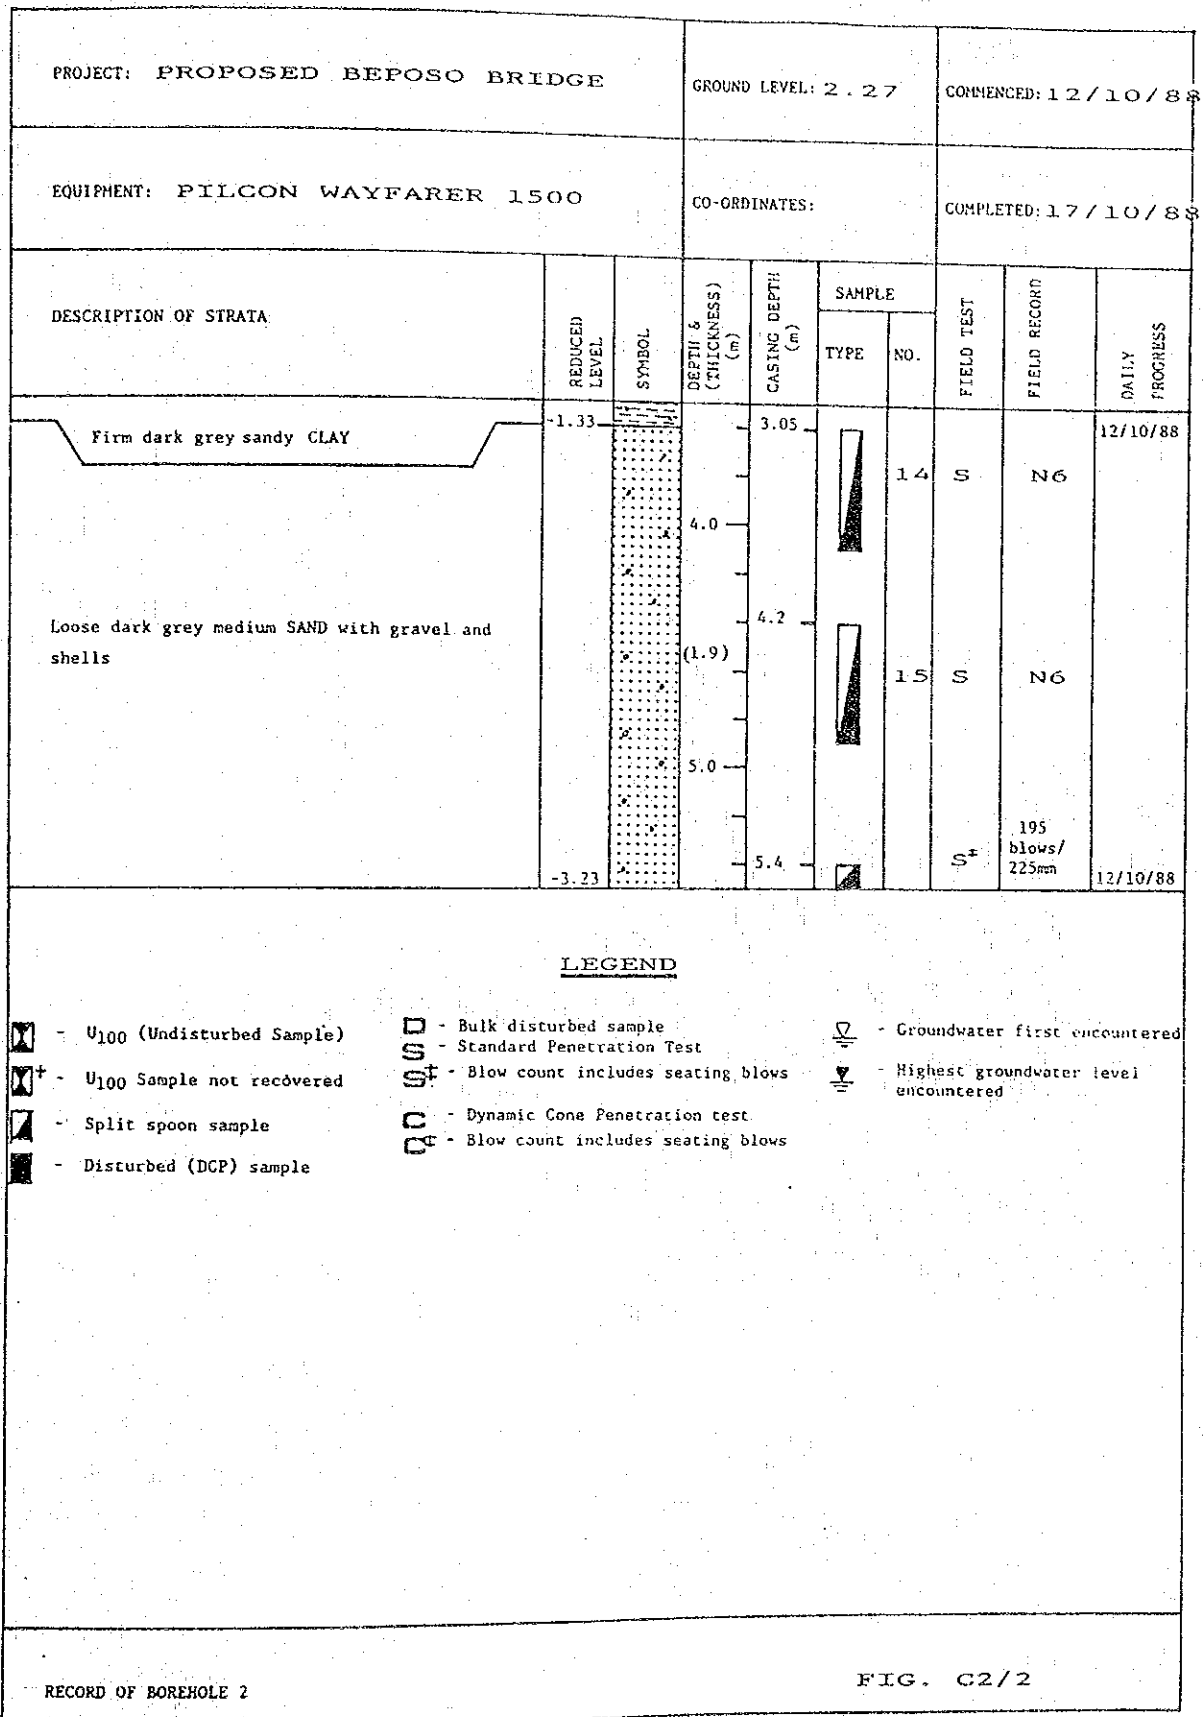 PROJECT: PROPOSED BEPOSO BRIDGE
GROUND LEVEL: 2.27
COMMENCED: 12/10/88
EQUIPMENT: PILCON WAYFARER 1500
CO-ORDINATES:
COMPLETED: 17/10/88
DESCRIPTION OF STRATA
REDUCED LEVEL
SYMBOL
DEPTH & (THICKNESS) (m)
CASING DEPTH (m)
SAMPLE
TYPE
NO.
FIELD TEST
FIELD RECORD
DAILY PROGRESS
Firm dark grey sandy CLAY
-1.33
3.05
12/10/88
14 S N6
4.0
4.2
Loose dark grey medium SAND with gravel and
shells
(1.9)
15 S N6
5.0
5.4
S‡
195
blows/
225mm
-3.23
12/10/88
LEGEND
- U100 (Undisturbed Sample)
+ - U100 Sample not recovered
- Split spoon sample
- Disturbed (DCP) sample
- Bulk disturbed sample
S - Standard Penetration Test
S‡ - Blow count includes seating blows
C - Dynamic Cone Penetration test
C‡ - Blow count includes seating blows
- Groundwater first encountered
- Highest groundwater level
encountered
RECORD OF BOREHOLE 2
FIG. C2/2